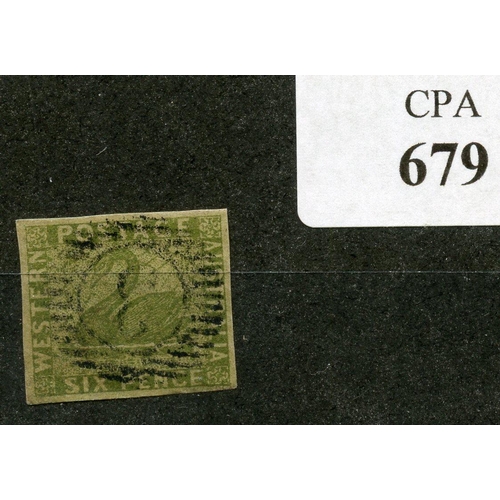 CPA
679
POSTAGE
WESTERN
AUSTRALIA
SIX PENCE